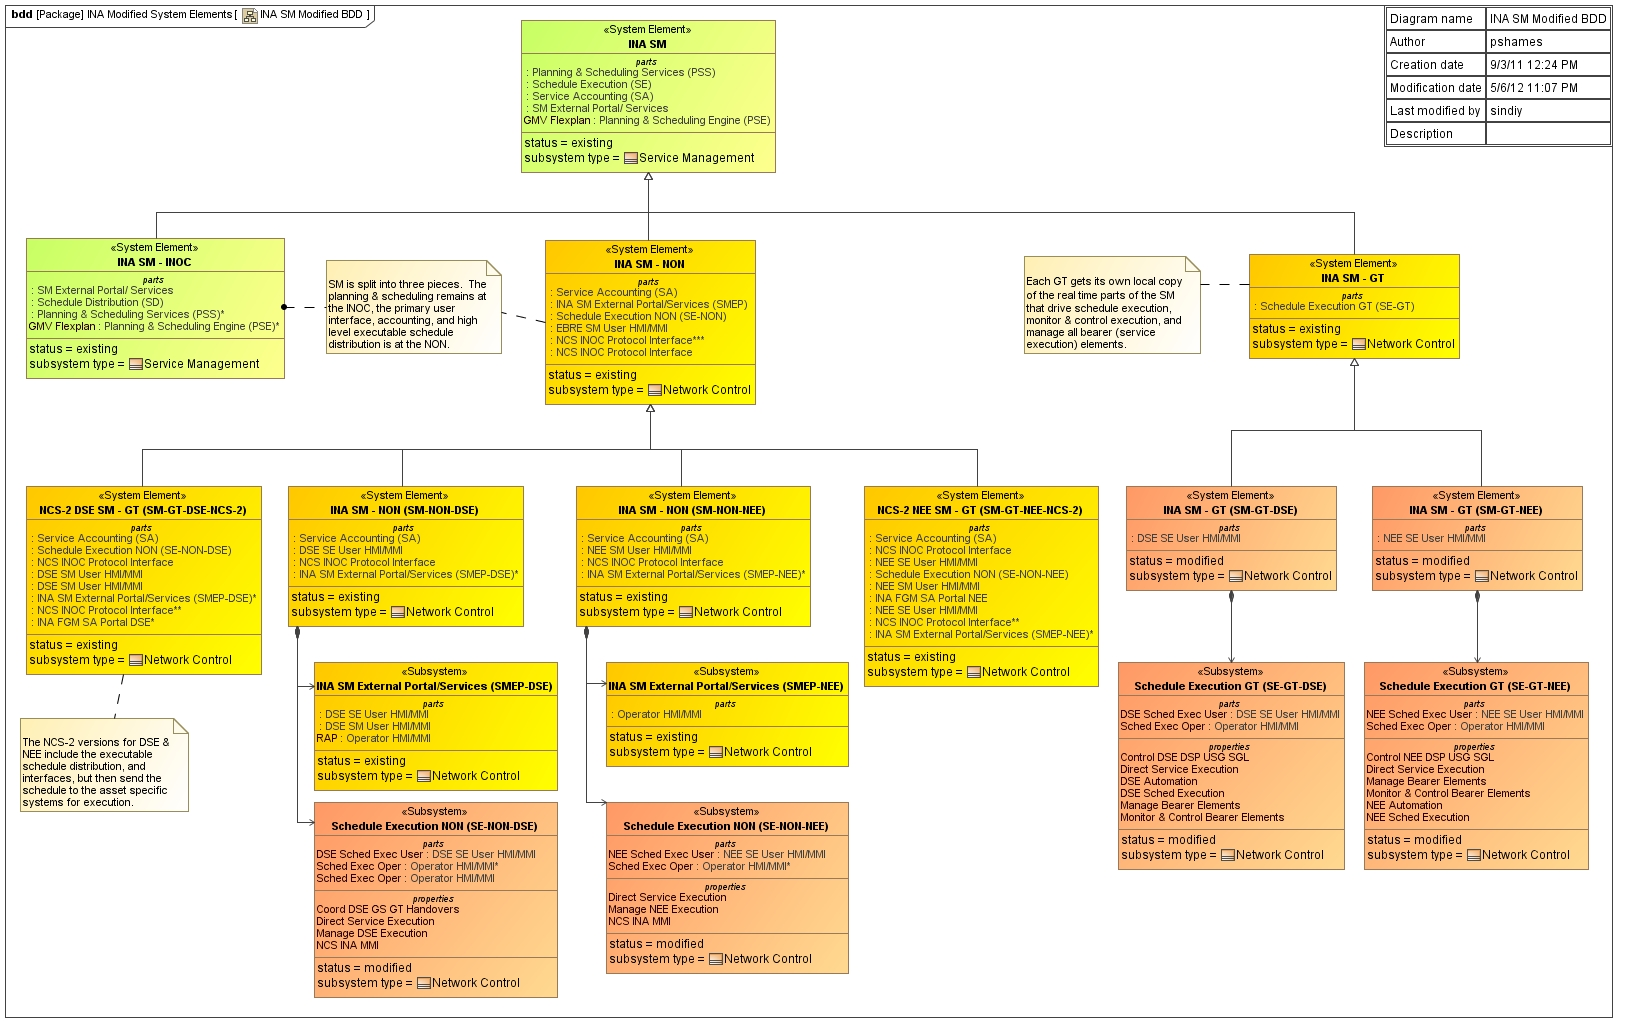 bdd [Package] INA Modified System Elements [ INA SM Modified BDD ]
Diagram name INA SM Modified BDD
Author pshames
Creation date 9/3/11 12:24 PM
Modification date 5/6/12 11:07 PM
Last modified by sindiy
Description
«System Element»
INA SM
parts
: Planning & Scheduling Services (PSS)
: Schedule Execution (SE)
: Service Accounting (SA)
: SM External Portal/ Services
GMV Flexplan : Planning & Scheduling Engine (PSE)
status = existing
subsystem type = Service Management
«System Element»
INA SM - INOC
parts
: SM External Portal/ Services
: Schedule Distribution (SD)
: Planning & Scheduling Services (PSS)*
GMV Flexplan : Planning & Scheduling Engine (PSE)*
status = existing
subsystem type = Service Management
SM is split into three pieces. The
planning & scheduling remains at
the INOC, the primary user
interface, accounting, and high
level executable schedule
distribution is at the NON.
«System Element»
INA SM - NON
parts
: Service Accounting (SA)
: INA SM External Portal/Services (SMEP)
: Schedule Execution NON (SE-NON)
: EBRE SM User HMI/MMI
: NCS INOC Protocol Interface***
: NCS INOC Protocol Interface
status = existing
subsystem type = Network Control
Each GT gets its own local copy
of the real time parts of the SM
that drive schedule execution,
monitor & control execution, and
manage all bearer (service
execution) elements.
«System Element»
INA SM - GT
parts
: Schedule Execution GT (SE-GT)
status = existing
subsystem type = Network Control
«System Element»
NCS-2 DSE SM - GT (SM-GT-DSE-NCS-2)
parts
: Service Accounting (SA)
: Schedule Execution NON (SE-NON-DSE)
: NCS INOC Protocol Interface
: DSE SM User HMI/MMI
: DSE SM User HMI/MMI
: INA SM External Portal/Services (SMEP-DSE)*
: NCS INOC Protocol Interface**
: INA FGM SA Portal DSE*
status = existing
subsystem type = Network Control
«System Element»
INA SM - NON (SM-NON-DSE)
parts
: Service Accounting (SA)
: DSE SE User HMI/MMI
: NCS INOC Protocol Interface
: INA SM External Portal/Services (SMEP-DSE)*
status = existing
subsystem type = Network Control
«System Element»
INA SM - NON (SM-NON-NEE)
parts
: Service Accounting (SA)
: NEE SM User HMI/MMI
: NCS INOC Protocol Interface
: INA SM External Portal/Services (SMEP-NEE)*
status = existing
subsystem type = Network Control
«System Element»
NCS-2 NEE SM - GT (SM-GT-NEE-NCS-2)
parts
: Service Accounting (SA)
: NCS INOC Protocol Interface
: NEE SE User HMI/MMI
: Schedule Execution NON (SE-NON-NEE)
: NEE SM User HMI/MMI
: INA FGM SA Portal NEE
: NEE SE User HMI/MMI
: NCS INOC Protocol Interface**
: INA SM External Portal/Services (SMEP-NEE)*
status = existing
subsystem type = Network Control
«System Element»
INA SM - GT (SM-GT-DSE)
parts
: DSE SE User HMI/MMI
status = modified
subsystem type = Network Control
«System Element»
INA SM - GT (SM-GT-NEE)
parts
: NEE SE User HMI/MMI
status = modified
subsystem type = Network Control
The NCS-2 versions for DSE &
NEE include the executable
schedule distribution, and
interfaces, but then send the
schedule to the asset specific
systems for execution.
«Subsystem»
INA SM External Portal/Services (SMEP-DSE)
parts
: DSE SE User HMI/MMI
: DSE SM User HMI/MMI
RAP : Operator HMI/MMI
status = existing
subsystem type = Network Control
«Subsystem»
INA SM External Portal/Services (SMEP-NEE)
parts
: Operator HMI/MMI
status = existing
subsystem type = Network Control
«Subsystem»
Schedule Execution GT (SE-GT-DSE)
parts
DSE Sched Exec User : DSE SE User HMI/MMI
Sched Exec Oper : Operator HMI/MMI
properties
Control DSE DSP USG SGL
Direct Service Execution
DSE Automation
DSE Sched Execution
Manage Bearer Elements
Monitor & Control Bearer Elements
status = modified
subsystem type = Network Control
«Subsystem»
Schedule Execution GT (SE-GT-NEE)
parts
NEE Sched Exec User : NEE SE User HMI/MMI
Sched Exec Oper : Operator HMI/MMI
properties
Control NEE DSP USG SGL
Direct Service Execution
Manage Bearer Elements
Monitor & Control Bearer Elements
NEE Automation
NEE Sched Execution
status = modified
subsystem type = Network Control
«Subsystem»
Schedule Execution NON (SE-NON-DSE)
parts
DSE Sched Exec User : DSE SE User HMI/MMI
Sched Exec Oper : Operator HMI/MMI*
Sched Exec Oper : Operator HMI/MMI
properties
Coord DSE GS GT Handovers
Direct Service Execution
Manage DSE Execution
NCS INA MMI
status = modified
subsystem type = Network Control
«Subsystem»
Schedule Execution NON (SE-NON-NEE)
parts
NEE Sched Exec User : NEE SE User HMI/MMI
Sched Exec Oper : Operator HMI/MMI*
properties
Direct Service Execution
Manage NEE Execution
NCS INA MMI
status = modified
subsystem type = Network Control